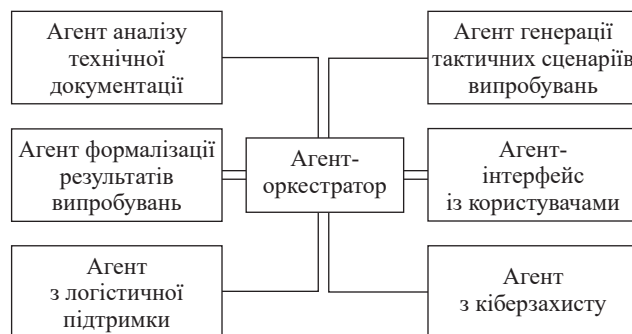 Агент аналізу
технічної
документації
Агент генерації
тактичних сценаріїв
випробувань
Агент формалізації
результатів
випробувань
Агент-
оркестратор
Агент-
інтерфейс
із користувачами
Агент
з логістичної
підтримки
Агент
з кіберзахисту